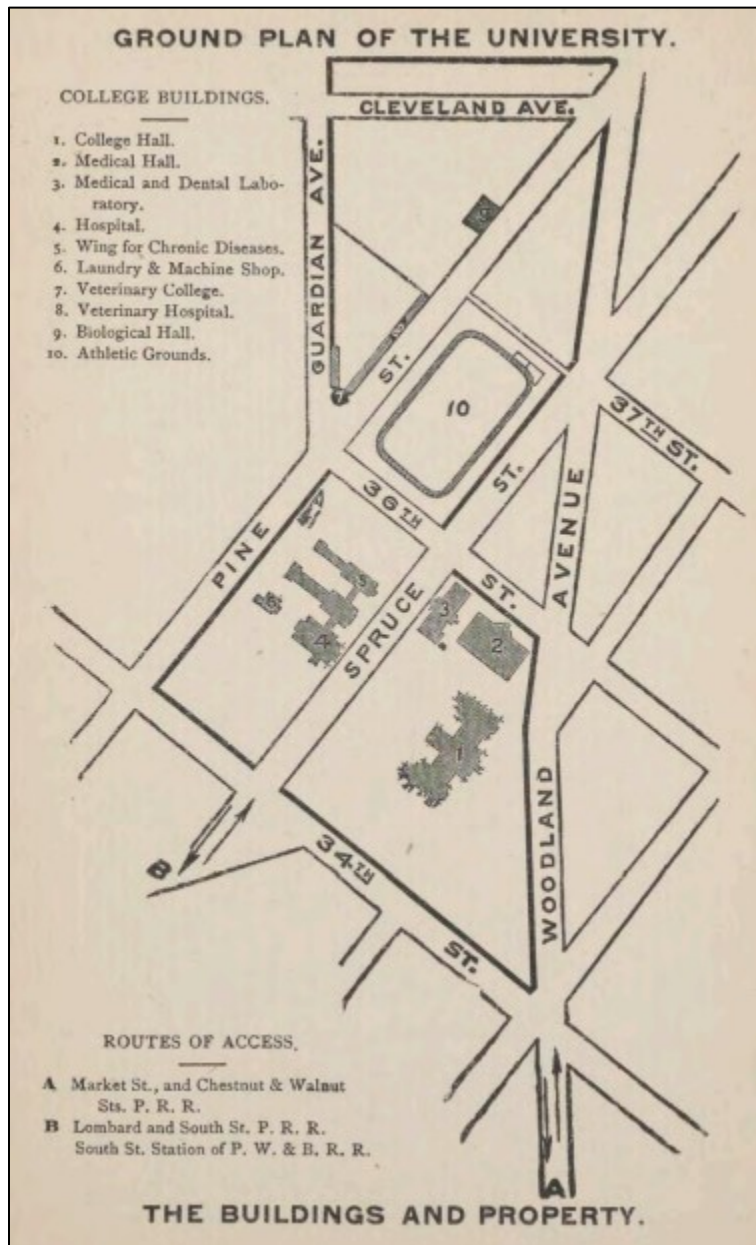 GROUND PLAN OF THE UNIVERSITY.
COLLEGE BUILDINGS.
1. College Hall.
2. Medical Hall.
3. Medical and Dental Labo-
ratory.
4. Hospital.
5. Wing for Chronic Diseases.
6. Laundry & Machine Shop.
7. Veterinary College.
8. Veterinary Hospital.
9. Biological Hall.
10. Athletic Grounds.
CLEVELAND AVE.
GUARDIAN AVE.
9
8
7
ST.
10
37TH ST.
36TH
ST.
ST.
AVENUE
PINE
SPRUCE
5
6
4
3
2
1
WOODLAND
34TH
ST.
B
ROUTES OF ACCESS.
A Market St., and Chestnut & Walnut
Sts. P. R. R.
B Lombard and South St. P. R. R.
South St. Station of P. W. & B. R. R.
A
THE BUILDINGS AND PROPERTY.